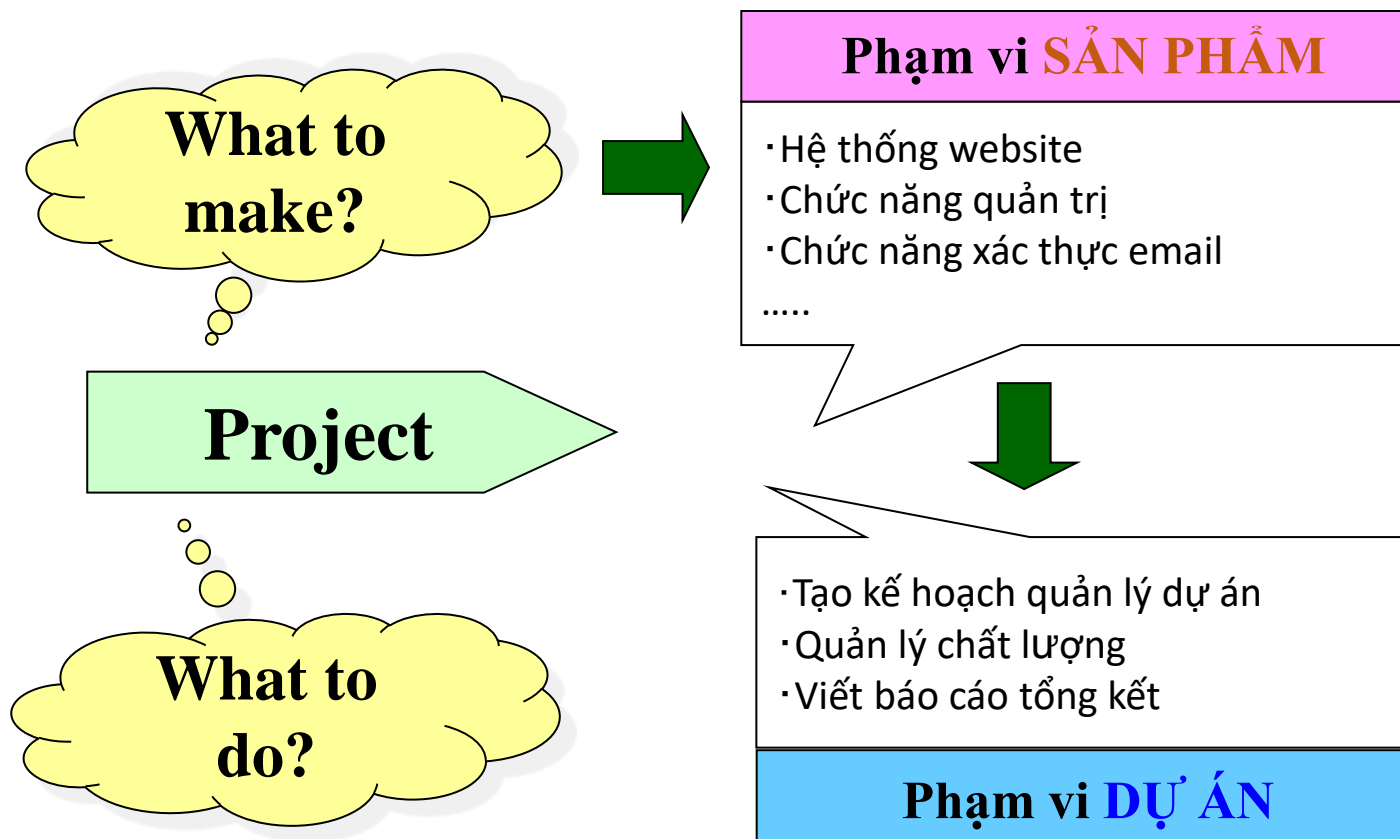 What to
make?
Phạm vi SẢN PHẨM
·Hệ thống website
·Chức năng quản trị
·Chức năng xác thực email
…..
Project
What to
do?
·Tạo kế hoạch quản lý dự án
·Quản lý chất lượng
·Viết báo cáo tổng kết
Phạm vi DỰ ÁN